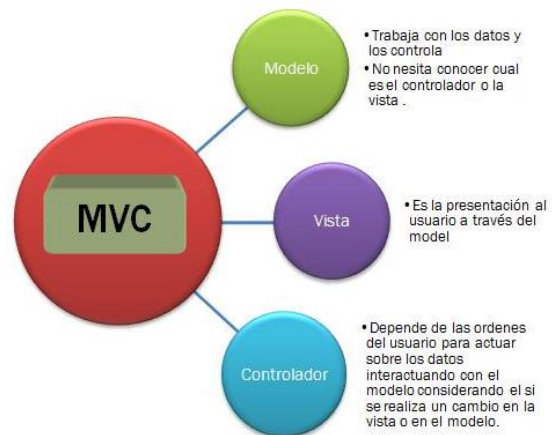 MVC
Modelo
• Trabaja con los datos y
los controla
• No nesita conocer cual
es el controlador o la
vista .
Vista
• Es la presentación al
usuario a través del
model
Controlador
• Depende de las ordenes
del usuario para actuar
sobre los datos
interactuando con el
modelo considerando el si
se realiza un cambio en la
vista o en el modelo.